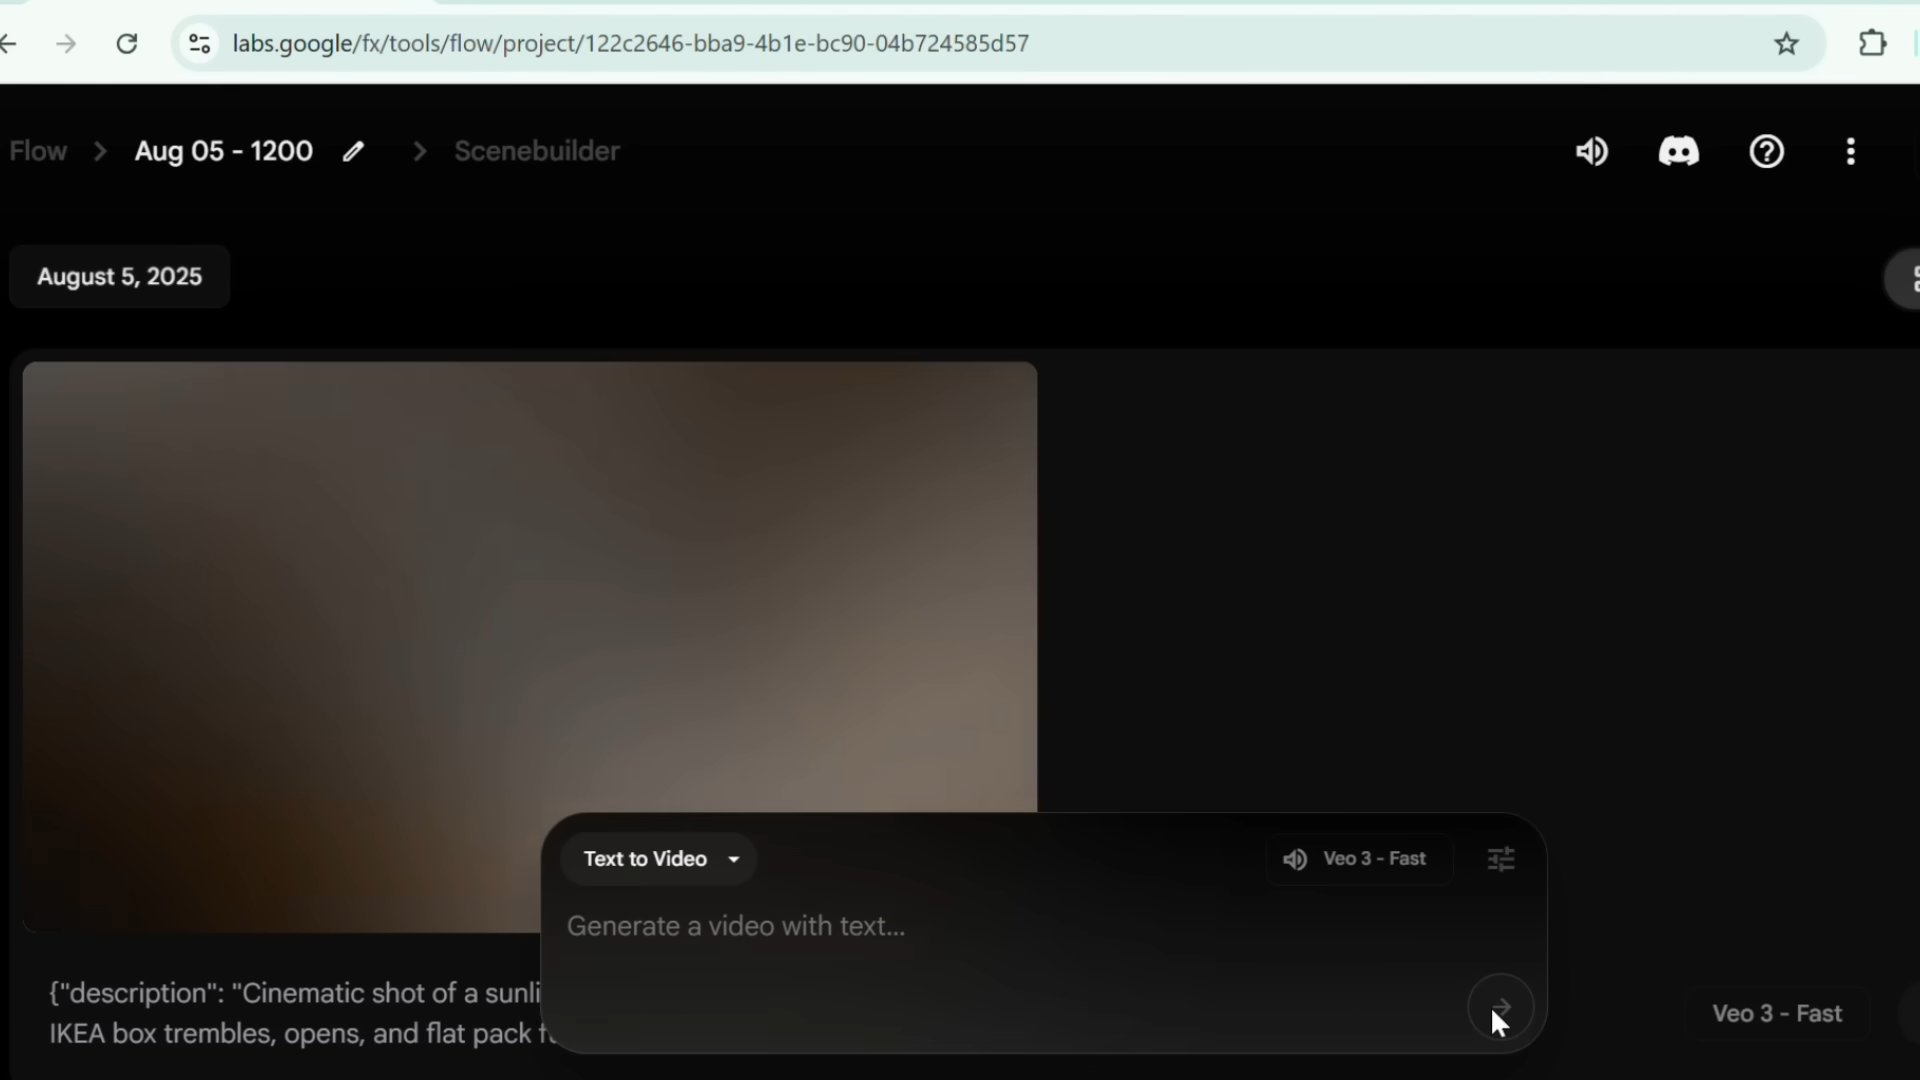 labs.google/fx/tools/flow/project/122c2646-bba9-4b1e-bc90-04b724585d57
Flow > Aug 05 - 1200 > Scenebuilder
August 5, 2025
Text to Video
Veo 3 - Fast
Generate a video with text...
{"description": "Cinematic shot of a
IKEA box trembles, opens, and flat pack
Veo 3 - Fast